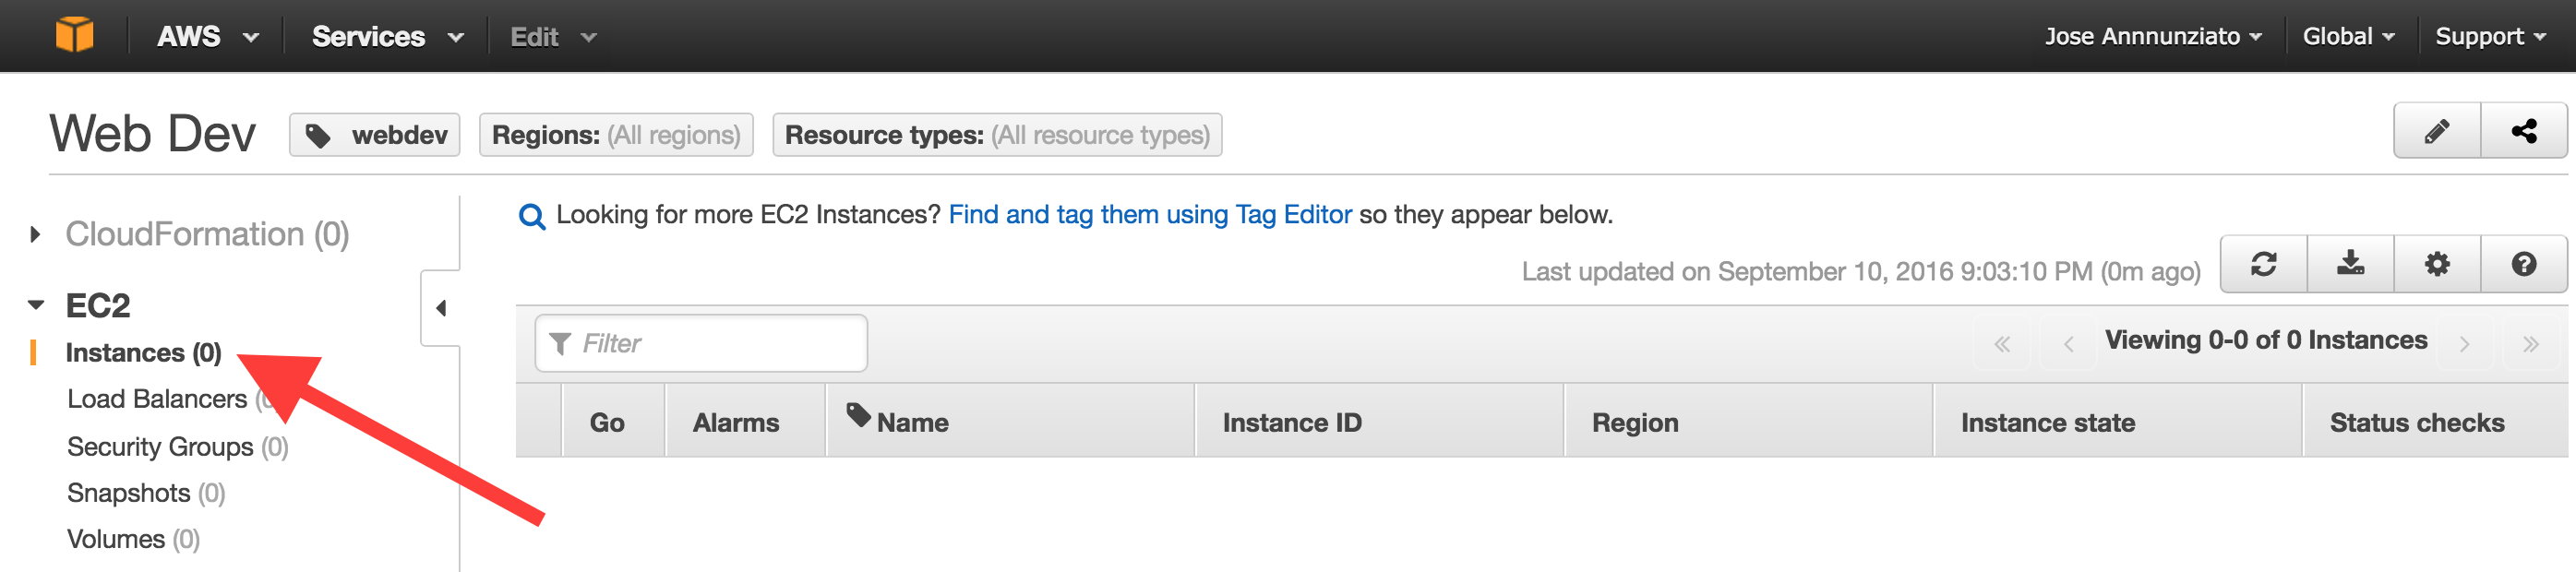 AWS Services Edit Jose Annnunziato Global Support
Web Dev webdev Regions: (All regions) Resource types: (All resource types)
Looking for more EC2 Instances? Find and tag them using Tag Editor so they appear below.
CloudFormation (0)
Last updated on September 10, 2016 9:03:10 PM (0m ago)
EC2
Instances (0)
Load Balancers
Security Groups (0)
Snapshots (0)
Volumes (0)
Filter Viewing 0-0 of 0 Instances
Go Alarms Name Instance ID Region Instance state Status checks